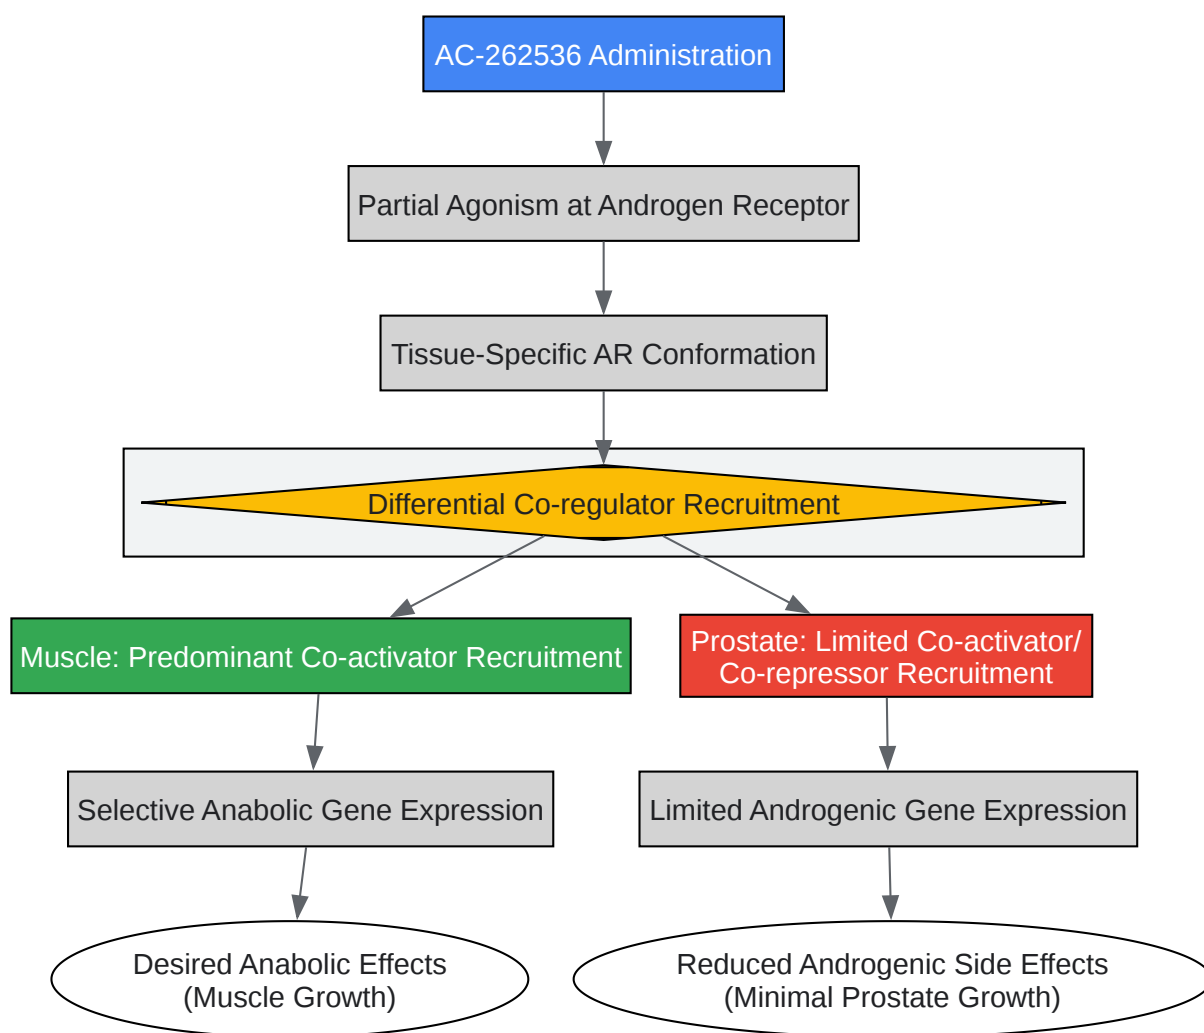 AC-262536 Administration
Partial Agonism at Androgen Receptor
Tissue-Specific AR Conformation
Differential Co-regulator Recruitment
Muscle: Predominant Co-activator Recruitment
Prostate: Limited Co-activator/
Co-repressor Recruitment
Selective Anabolic Gene Expression
Limited Androgenic Gene Expression
Desired Anabolic Effects
(Muscle Growth)
Reduced Androgenic Side Effects
(Minimal Prostate Growth)